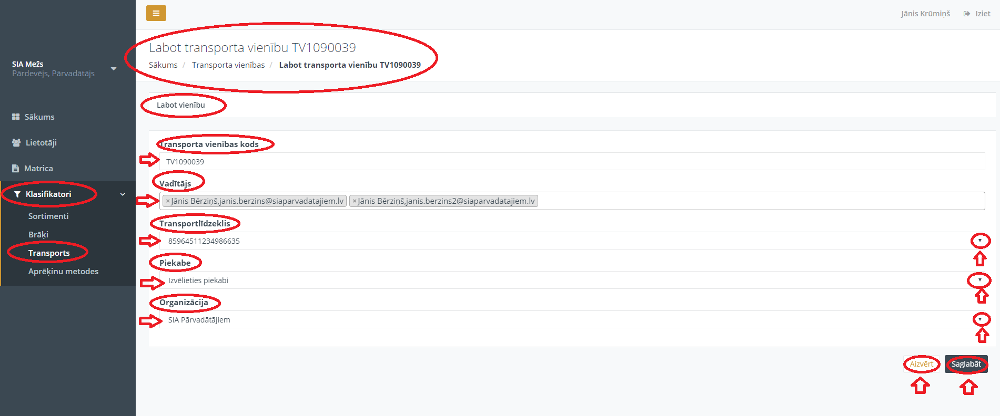 Jānis Krūmiņš
Iziet
SIA Mežs
Pārdevējs, Pārvadātājs
Sākums
Lietotāji
Matrica
Klasifikatori
Sortimenti
Brāķi
Transports
Aprēķinu metodes
Labot transporta vienību TV1090039
Sākums / Transporta vienības / Labot transporta vienību TV1090039
Labot vienību
Transporta vienības kods
TV1090039
Vadītājs
×Jānis Bērziņš,janis.berzins@siaparvadatajiem.lv ×Jānis Bērziņš,janis.berzins2@siaparvadatajiem.lv
Transportlīdzeklis
85964511234986635
Piekabe
Izvēlieties piekabi
Organizācija
SIA Pārvadātājiem
Aizvērt
Saglabāt